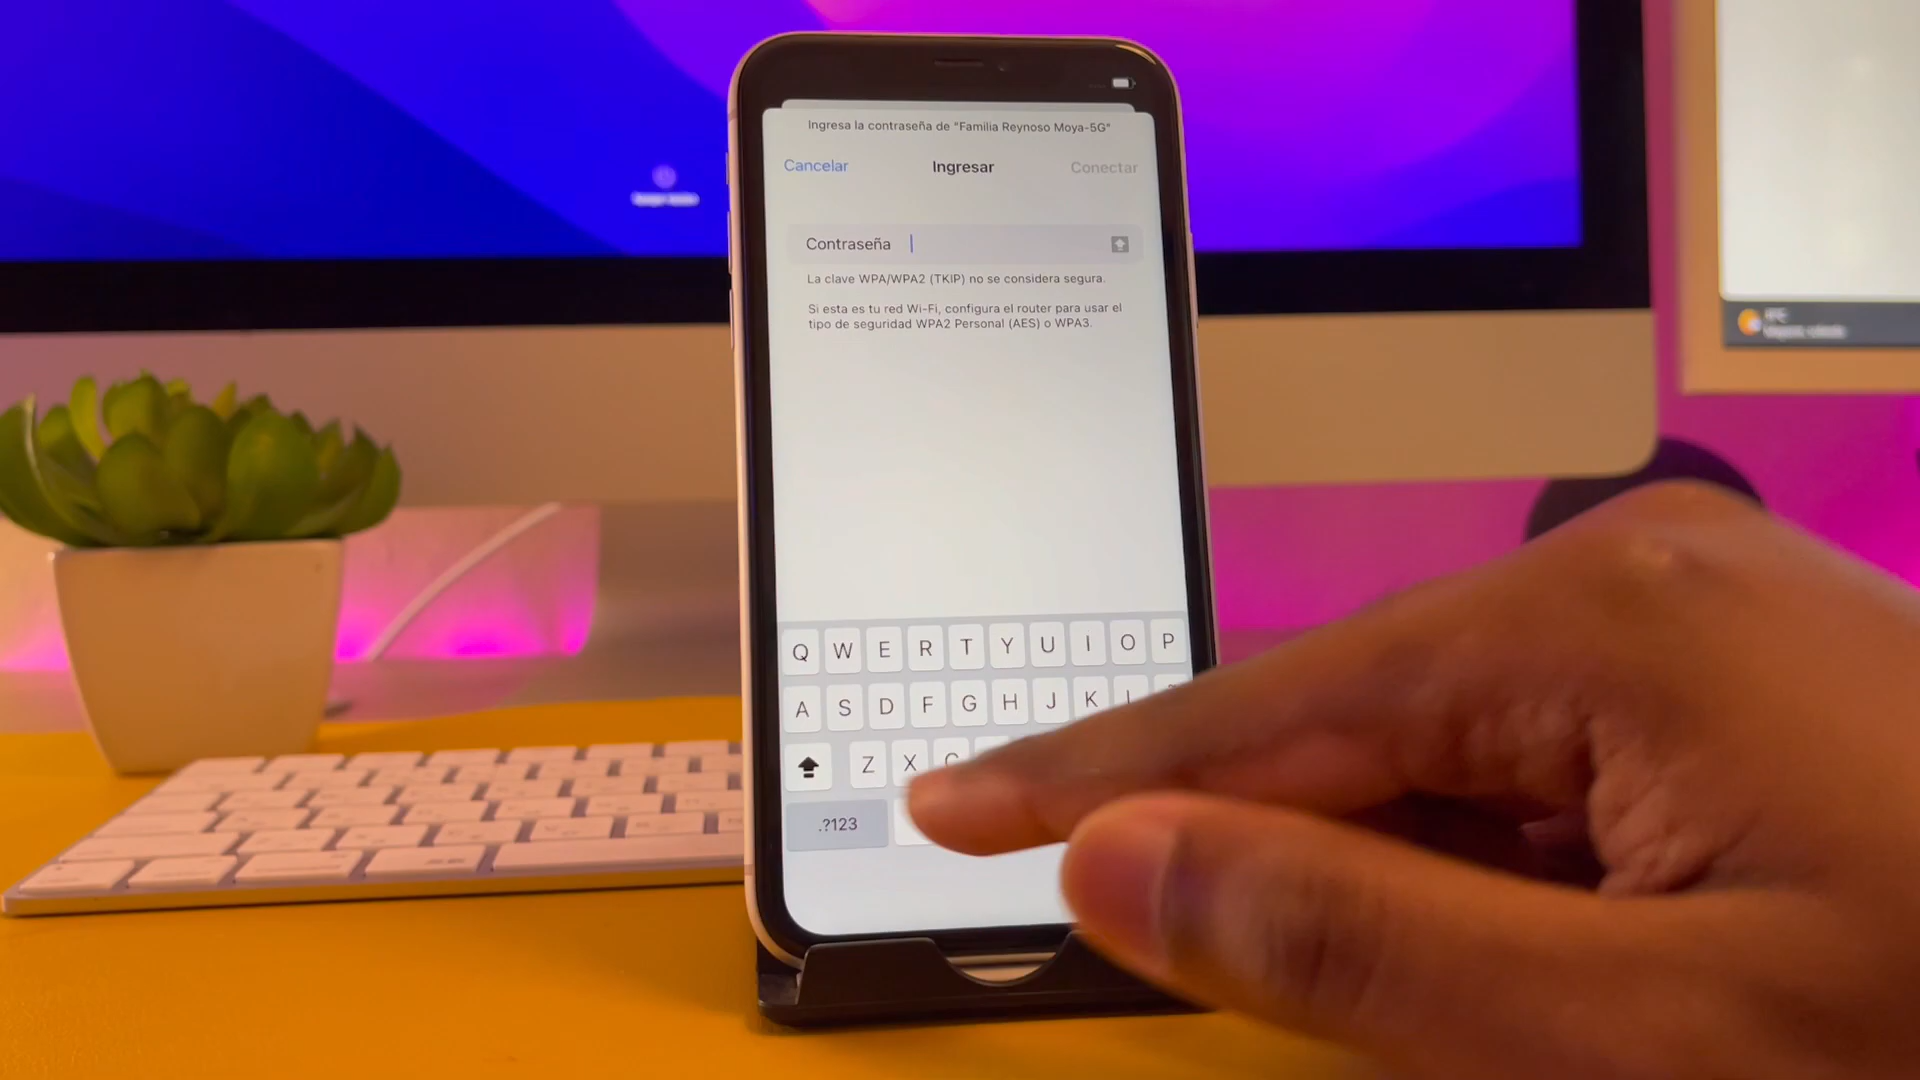 Ingresa la contraseña de "Familia Reynoso Moya-5G"
Cancelar Ingresar Conectar
Contraseña
La clave WPA/WPA2 (TKIP) no se considera segura.
Si esta es tu red Wi-Fi, configura el router para usar el
tipo de seguridad WPA2 Personal (AES) o WPA3.
Q W E R T Y U I O P
A S D F G H J K
Z X
.?123